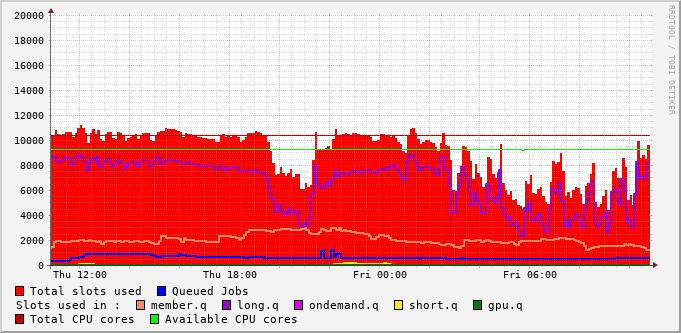 20000
18000
16000
14000
12000
10000
8000
6000
4000
2000
0
Thu 12:00 Thu 18:00 Fri 00:00 Fri 06:00
RRDTOOL / TOBI OETIKER
Total slots used Queued Jobs
Slots used in : member.q long.q ondemand.q short.q gpu.q
Total CPU cores Available CPU cores